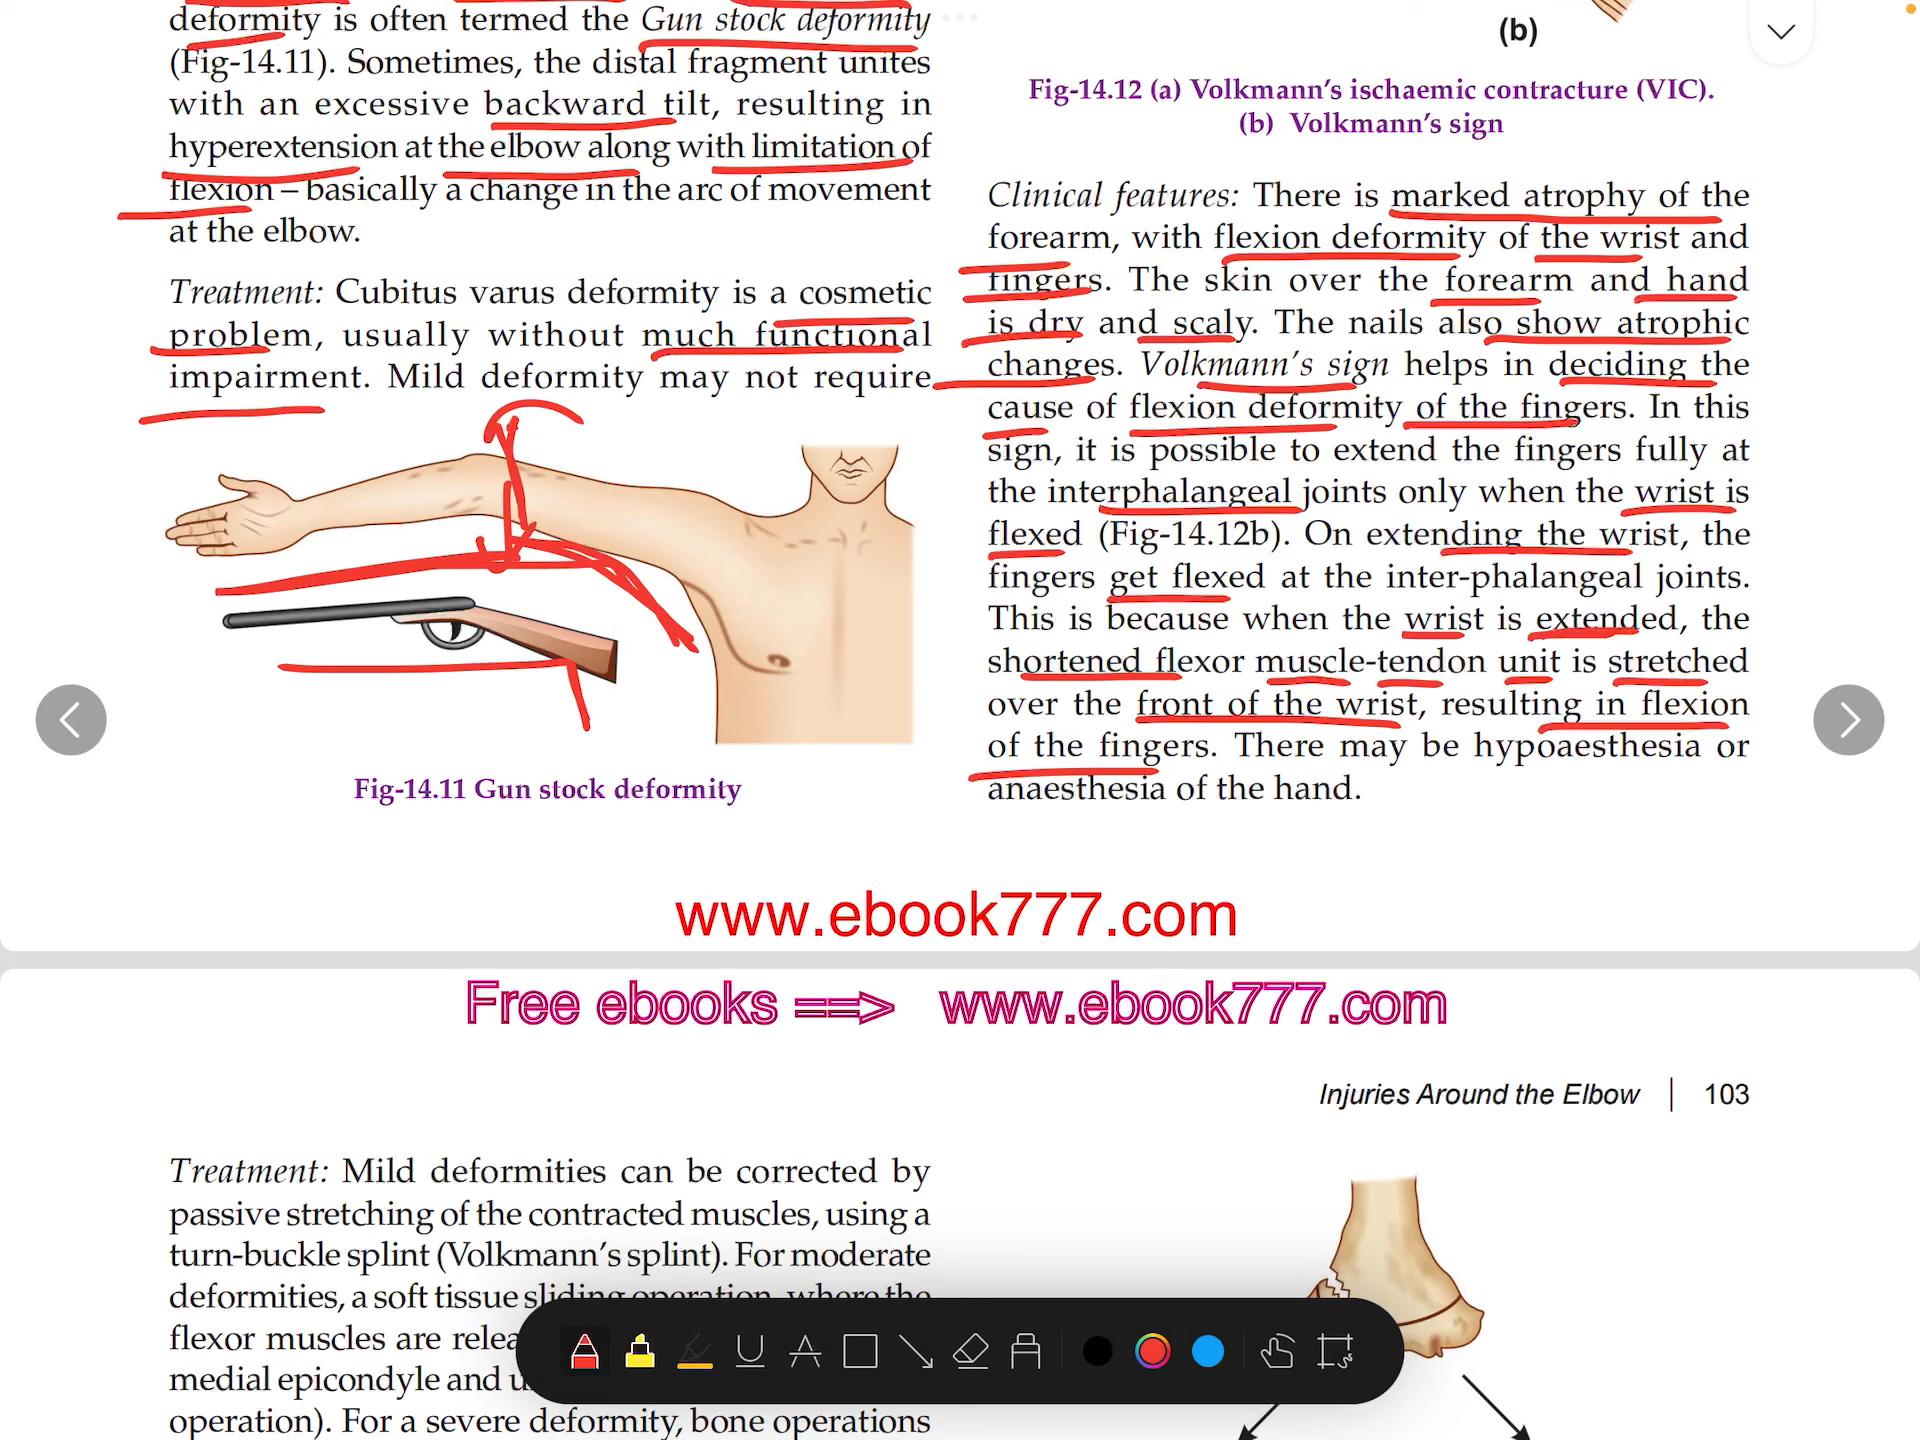 deformity is often termed the Gun stock deformity
(Fig-14.11). Sometimes, the distal fragment unites
with an excessive backward tilt, resulting in
hyperextension at the elbow along with limitation of
flexion – basically a change in the arc of movement
at the elbow.
Treatment: Cubitus varus deformity is a cosmetic
problem, usually without much functional
impairment. Mild deformity may not require
Fig-14.11 Gun stock deformity
(b)
Fig-14.12 (a) Volkmann's ischaemic contracture (VIC).
(b) Volkmann's sign
Clinical features: There is marked atrophy of the
forearm, with flexion deformity of the wrist and
fingers. The skin over the forearm and hand
is dry and scaly. The nails also show atrophic
changes. Volkmann's sign helps in deciding the
cause of flexion deformity of the fingers. In this
sign, it is possible to extend the fingers fully at
the interphalangeal joints only when the wrist is
flexed (Fig-14.12b). On extending the wrist, the
fingers get flexed at the inter-phalangeal joints.
This is because when the wrist is extended, the
shortened flexor muscle-tendon unit is stretched
over the front of the wrist, resulting in flexion
of the fingers. There may be hypoaesthesia or
anaesthesia of the hand.
www.ebook777.com
Free ebooks ==> www.ebook777.com
Injuries Around the Elbow | 103
Treatment: Mild deformities can be corrected by
passive stretching of the contracted muscles, using a
turn-buckle splint (Volkmann's splint). For moderate
deformities, a soft tissue sliding operation, where the
flexor muscles are
medial epicondyle and
operation). For a severe deformity, bone operations